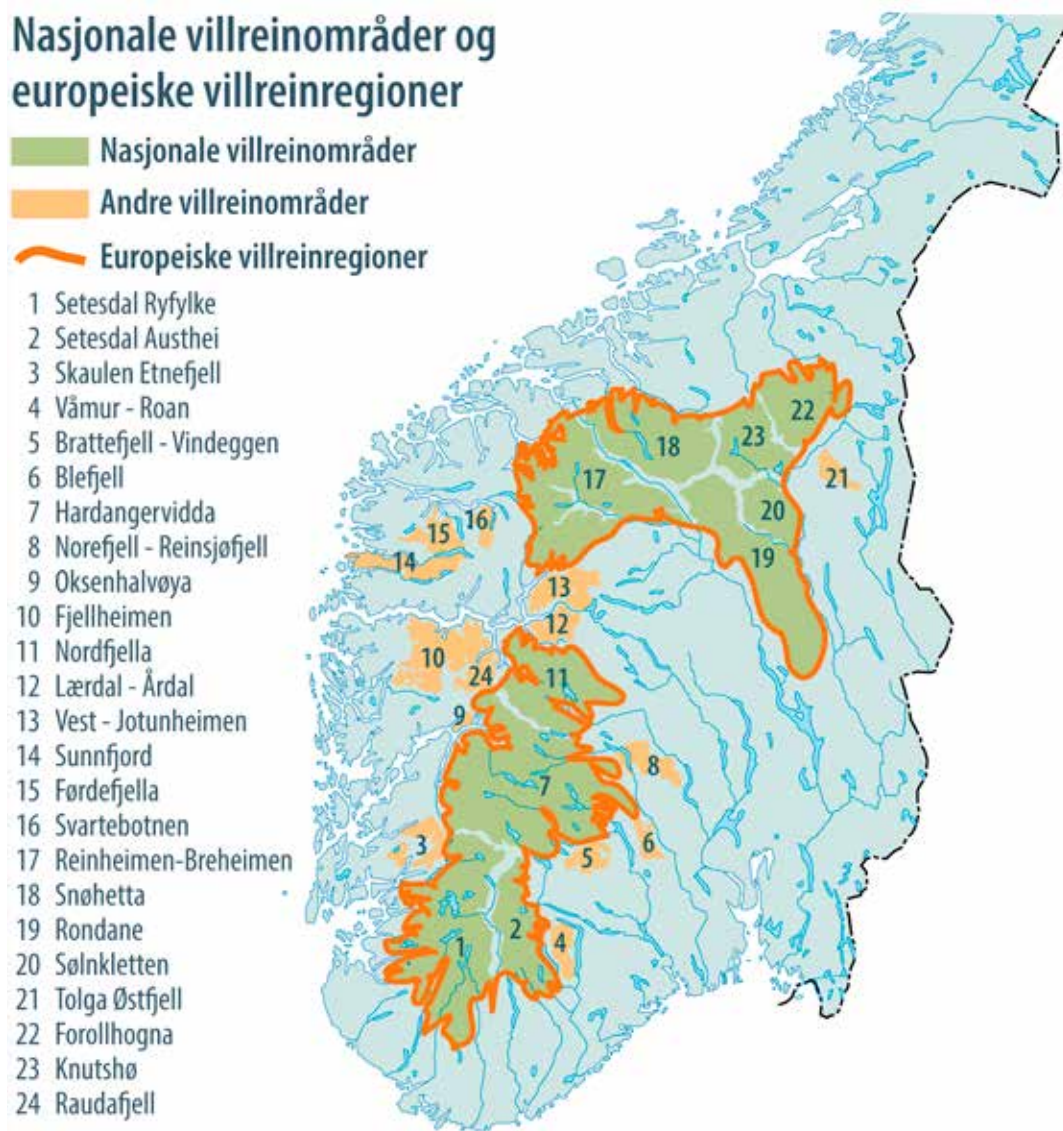 Nasjonale villreinområder og
europeiske villreinregioner
Nasjonale villreinområder
Andre villreinområder
Europeiske villreinregioner
1 Setesdal Ryfylke
2 Setesdal Austhei
3 Skaulen Etnefjell
4 Våmur - Roan
5 Brattefjell - Vindeggen
6 Blefjell
7 Hardangervidda
8 Norefjell - Reinsjøfjell
9 Oksenhalvøya
10 Fjellheimen
11 Nordfjella
12 Lærdal - Årdal
13 Vest - Jotunheimen
14 Sunnfjord
15 Førdefjella
16 Svartebotnen
17 Reinheimen-Breheimen
18 Snøhetta
19 Rondane
20 Sølnkletten
21 Tolga Østfjell
22 Forollhogna
23 Knutshø
24 Raudafjell
22
23
18
17
21
20
19
16
15
14
13
12
10
24
11
9
8
7
6
3
5
2
4
1